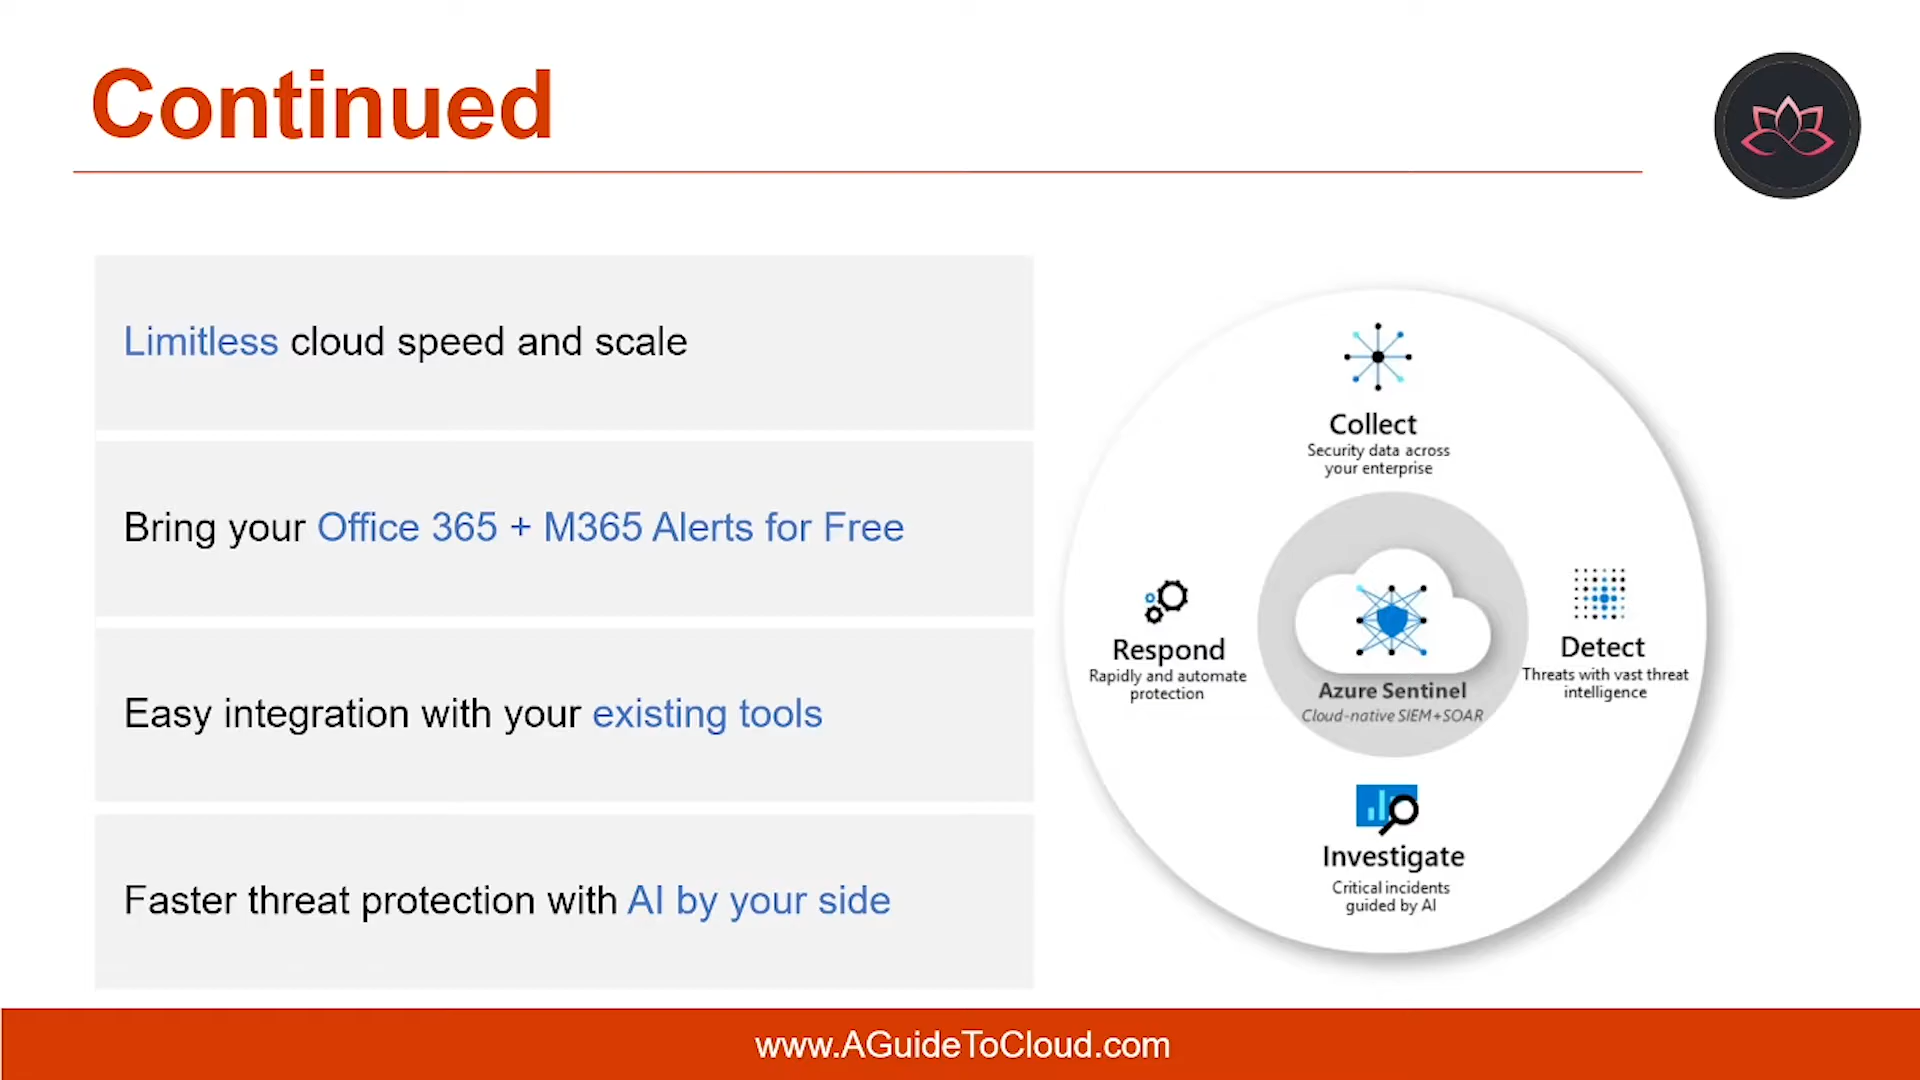 Continued
Limitless cloud speed and scale
Bring your Office 365 + M365 Alerts for Free
Easy integration with your existing tools
Faster threat protection with AI by your side
Collect
Security data across
your enterprise
Respond
Rapidly and automate
protection
Azure Sentinel
Cloud-native SIEM+SOAR
Detect
Threats with vast threat
intelligence
Investigate
Critical incidents
guided by AI
www.AGuideToCloud.com